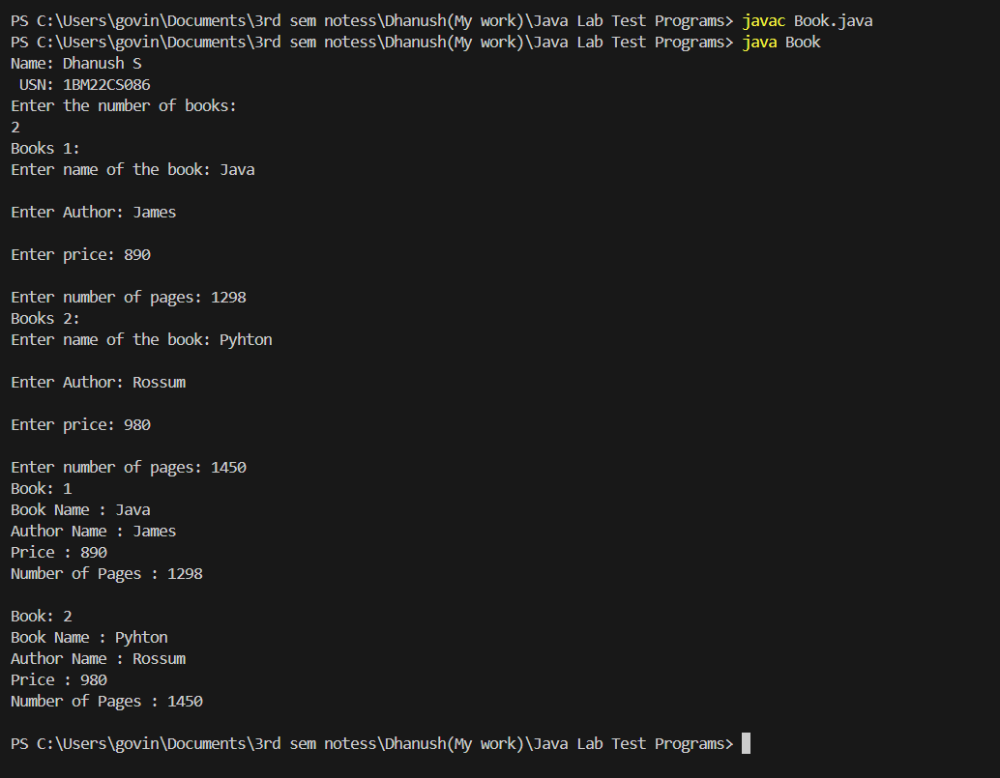 PS C:\Users\govin\Documents\3rd sem notess\Dhanush(My work)\Java Lab Test Programs> javac Book.java
PS C:\Users\govin\Documents\3rd sem notess\Dhanush(My work)\Java Lab Test Programs> java Book
Name: Dhanush S
 USN: 1BM22CS086
Enter the number of books:
2
Books 1:
Enter name of the book: Java

Enter Author: James

Enter price: 890

Enter number of pages: 1298
Books 2:
Enter name of the book: Pyhton

Enter Author: Rossum

Enter price: 980

Enter number of pages: 1450
Book: 1
Book Name : Java
Author Name : James
Price : 890
Number of Pages : 1298

Book: 2
Book Name : Pyhton
Author Name : Rossum
Price : 980
Number of Pages : 1450

PS C:\Users\govin\Documents\3rd sem notess\Dhanush(My work)\Java Lab Test Programs>